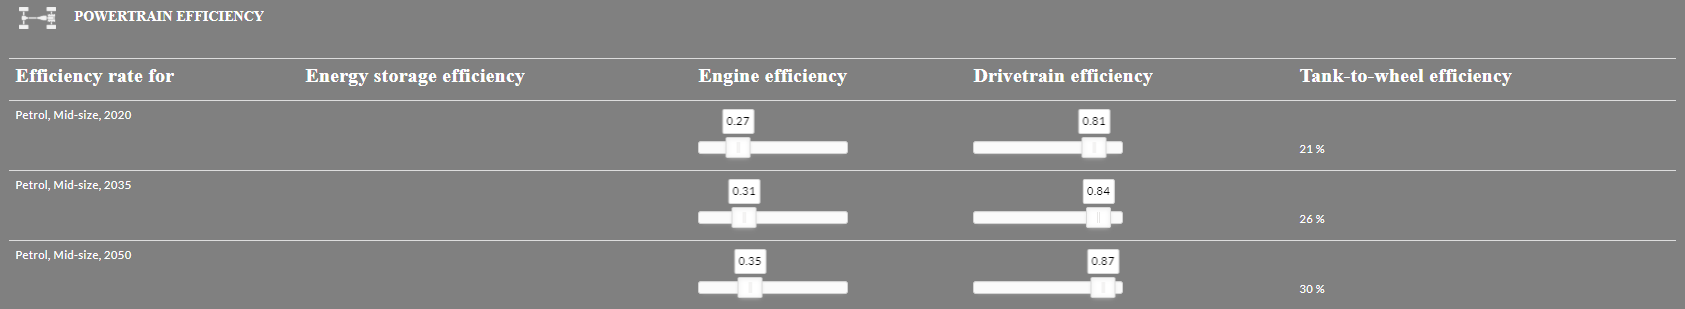 POWERTRAIN EFFICIENCY
Efficiency rate for Energy storage efficiency Engine efficiency Drivetrain efficiency Tank-to-wheel efficiency
Petrol, Mid-size, 2020
0.27 0.81
21 %
Petrol, Mid-size, 2035
0.31 0.84
26 %
Petrol, Mid-size, 2050
0.35 0.87
30 %